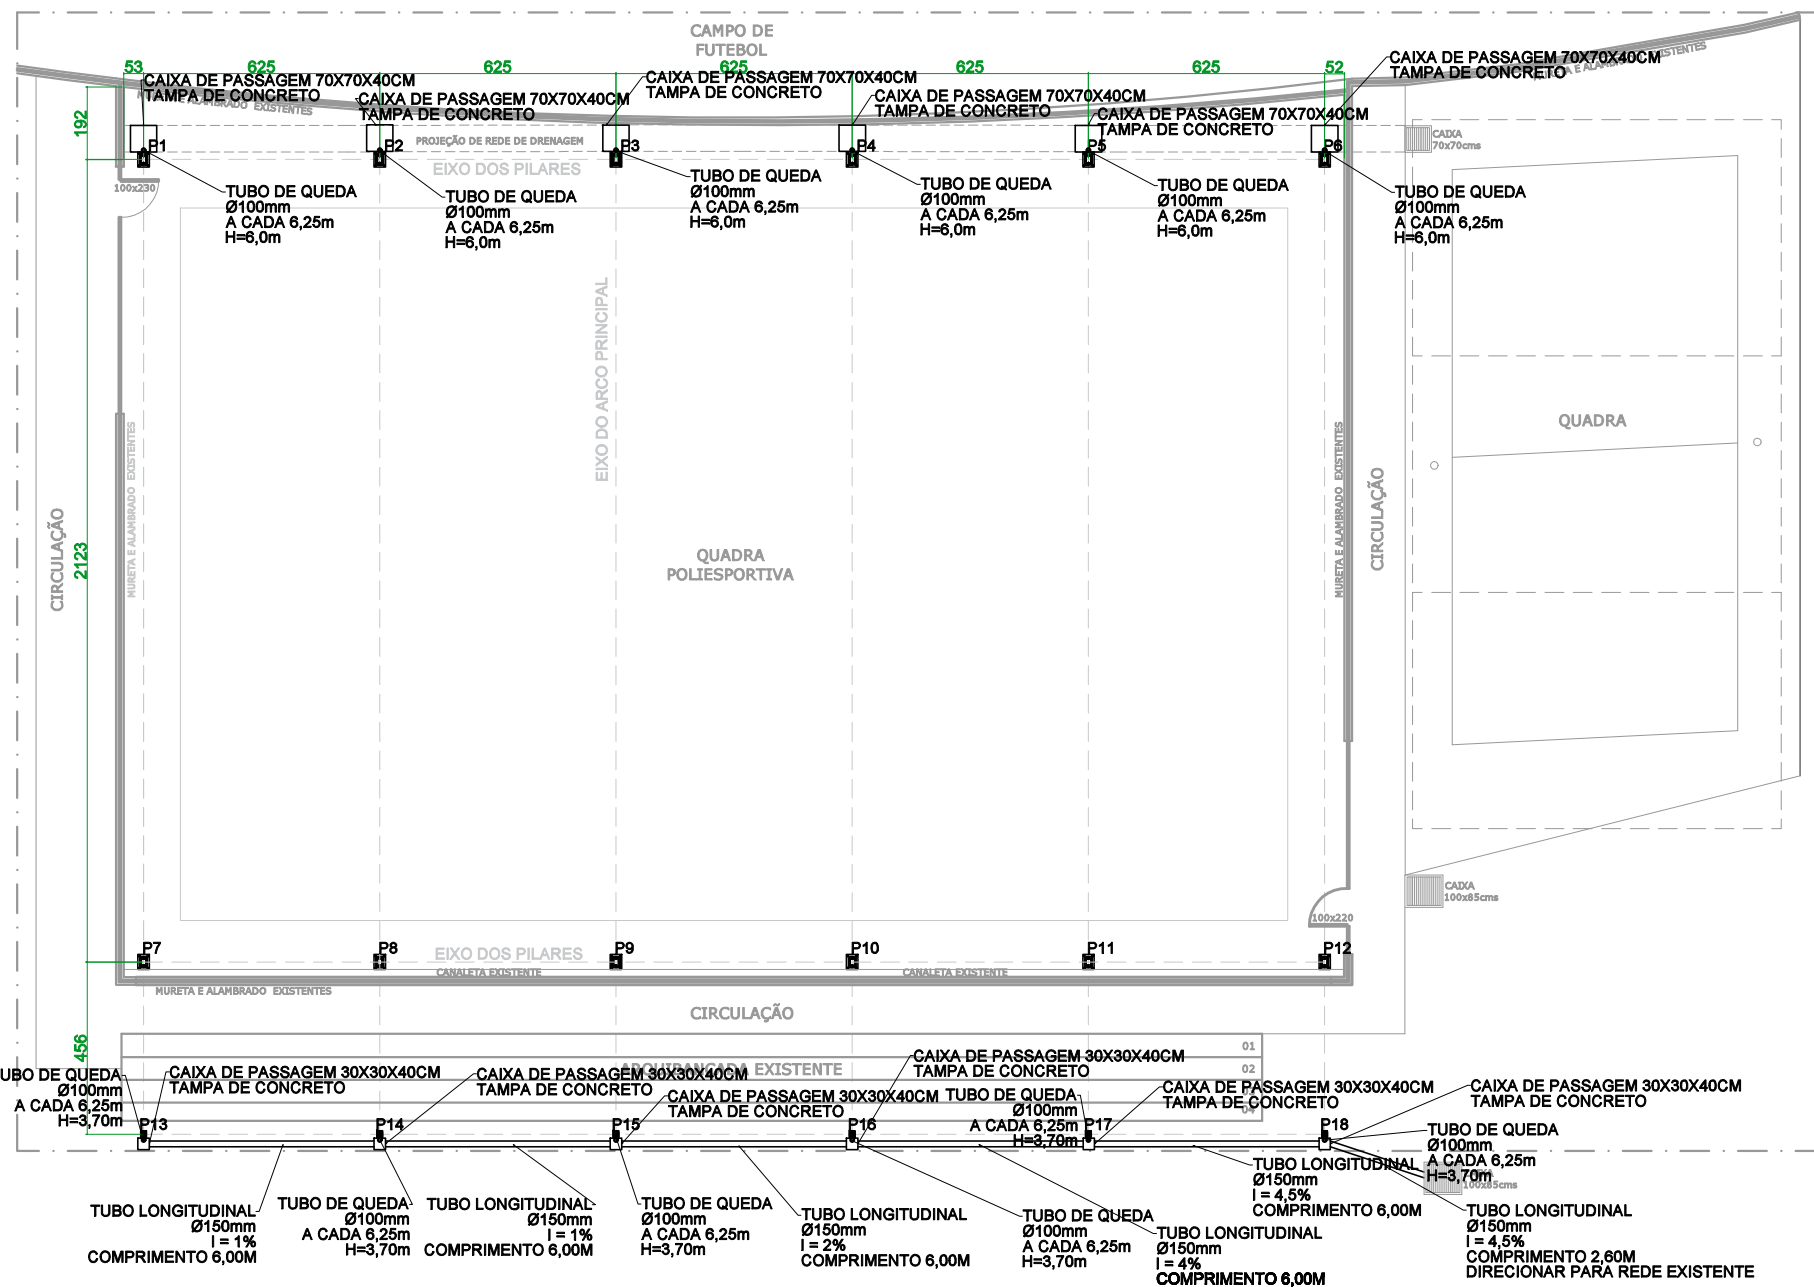 CAMPO DE
FUTEBOL
53
625
625
625
625
625
52
CAIXA DE PASSAGEM 70X70X40CM
TAMPA DE CONCRETO
CAIXA DE PASSAGEM 70X70X40CM
TAMPA DE CONCRETO
CAIXA DE PASSAGEM 70X70X40CM
TAMPA DE CONCRETO
CAIXA DE PASSAGEM 70X70X40CM
TAMPA DE CONCRETO
CAIXA DE PASSAGEM 70X70X40CM
TAMPA DE CONCRETO
CAIXA DE PASSAGEM 70X70X40CM
TAMPA DE CONCRETO
ALAMBRADO EXISTENTES
E ALAMBRADO EXISTENTES
192
P1
P2
PROJEÇÃO DE REDE DE DRENAGEM
P3
P4
P5
P6
CAIXA
70x70cms
EIXO DOS PILARES
100x230
TUBO DE QUEDA
Ø100mm
A CADA 6,25m
H=6,0m
TUBO DE QUEDA
Ø100mm
A CADA 6,25m
H=6,0m
TUBO DE QUEDA
Ø100mm
A CADA 6,25m
H=6,0m
TUBO DE QUEDA
Ø100mm
A CADA 6,25m
H=6,0m
TUBO DE QUEDA
Ø100mm
A CADA 6,25m
H=6,0m
TUBO DE QUEDA
Ø100mm
A CADA 6,25m
H=6,0m
EIXO DO ARCO PRINCIPAL
QUADRA
CIRCULAÇÃO
2123
MURETA E ALAMBRADO EXISTENTES
QUADRA
POLIESPORTIVA
MURETA E ALAMBRADO EXISTENTES
CIRCULAÇÃO
CAIXA
100x85cms
100x220
P7
P8
EIXO DOS PILARES
P9
P10
P11
P12
CANALETA EXISTENTE
CANALETA EXISTENTE
MURETA E ALAMBRADO EXISTENTES
CIRCULAÇÃO
456
01
ARQUIBANCADA EXISTENTE
02
04
UBO DE QUEDA
Ø100mm
A CADA 6,25m
H=3,70m
CAIXA DE PASSAGEM 30X30X40CM
TAMPA DE CONCRETO
CAIXA DE PASSAGEM 30X30X40CM
TAMPA DE CONCRETO
CAIXA DE PASSAGEM 30X30X40CM
TAMPA DE CONCRETO
CAIXA DE PASSAGEM 30X30X40CM
TAMPA DE CONCRETO
TUBO DE QUEDA
Ø100mm
A CADA 6,25m
H=3,70m
CAIXA DE PASSAGEM 30X30X40CM
TAMPA DE CONCRETO
CAIXA DE PASSAGEM 30X30X40CM
TAMPA DE CONCRETO
P13
P14
P15
P16
P17
P18
TUBO DE QUEDA
Ø100mm
A CADA 6,25m
H=3,70m
100x85cms
TUBO LONGITUDINAL
Ø150mm
I = 1%
COMPRIMENTO 6,00M
TUBO DE QUEDA
Ø100mm
A CADA 6,25m
H=3,70m
TUBO LONGITUDINAL
Ø150mm
I = 1%
COMPRIMENTO 6,00M
TUBO DE QUEDA
Ø100mm
A CADA 6,25m
H=3,70m
TUBO LONGITUDINAL
Ø150mm
I = 2%
COMPRIMENTO 6,00M
TUBO DE QUEDA
Ø100mm
A CADA 6,25m
H=3,70m
TUBO LONGITUDINAL
Ø150mm
I = 4%
COMPRIMENTO 6,00M
TUBO LONGITUDINAL
Ø150mm
I = 4,5%
COMPRIMENTO 6,00M
TUBO LONGITUDINAL
Ø150mm
I = 4,5%
COMPRIMENTO 2,60M
DIRECIONAR PARA REDE EXISTENTE